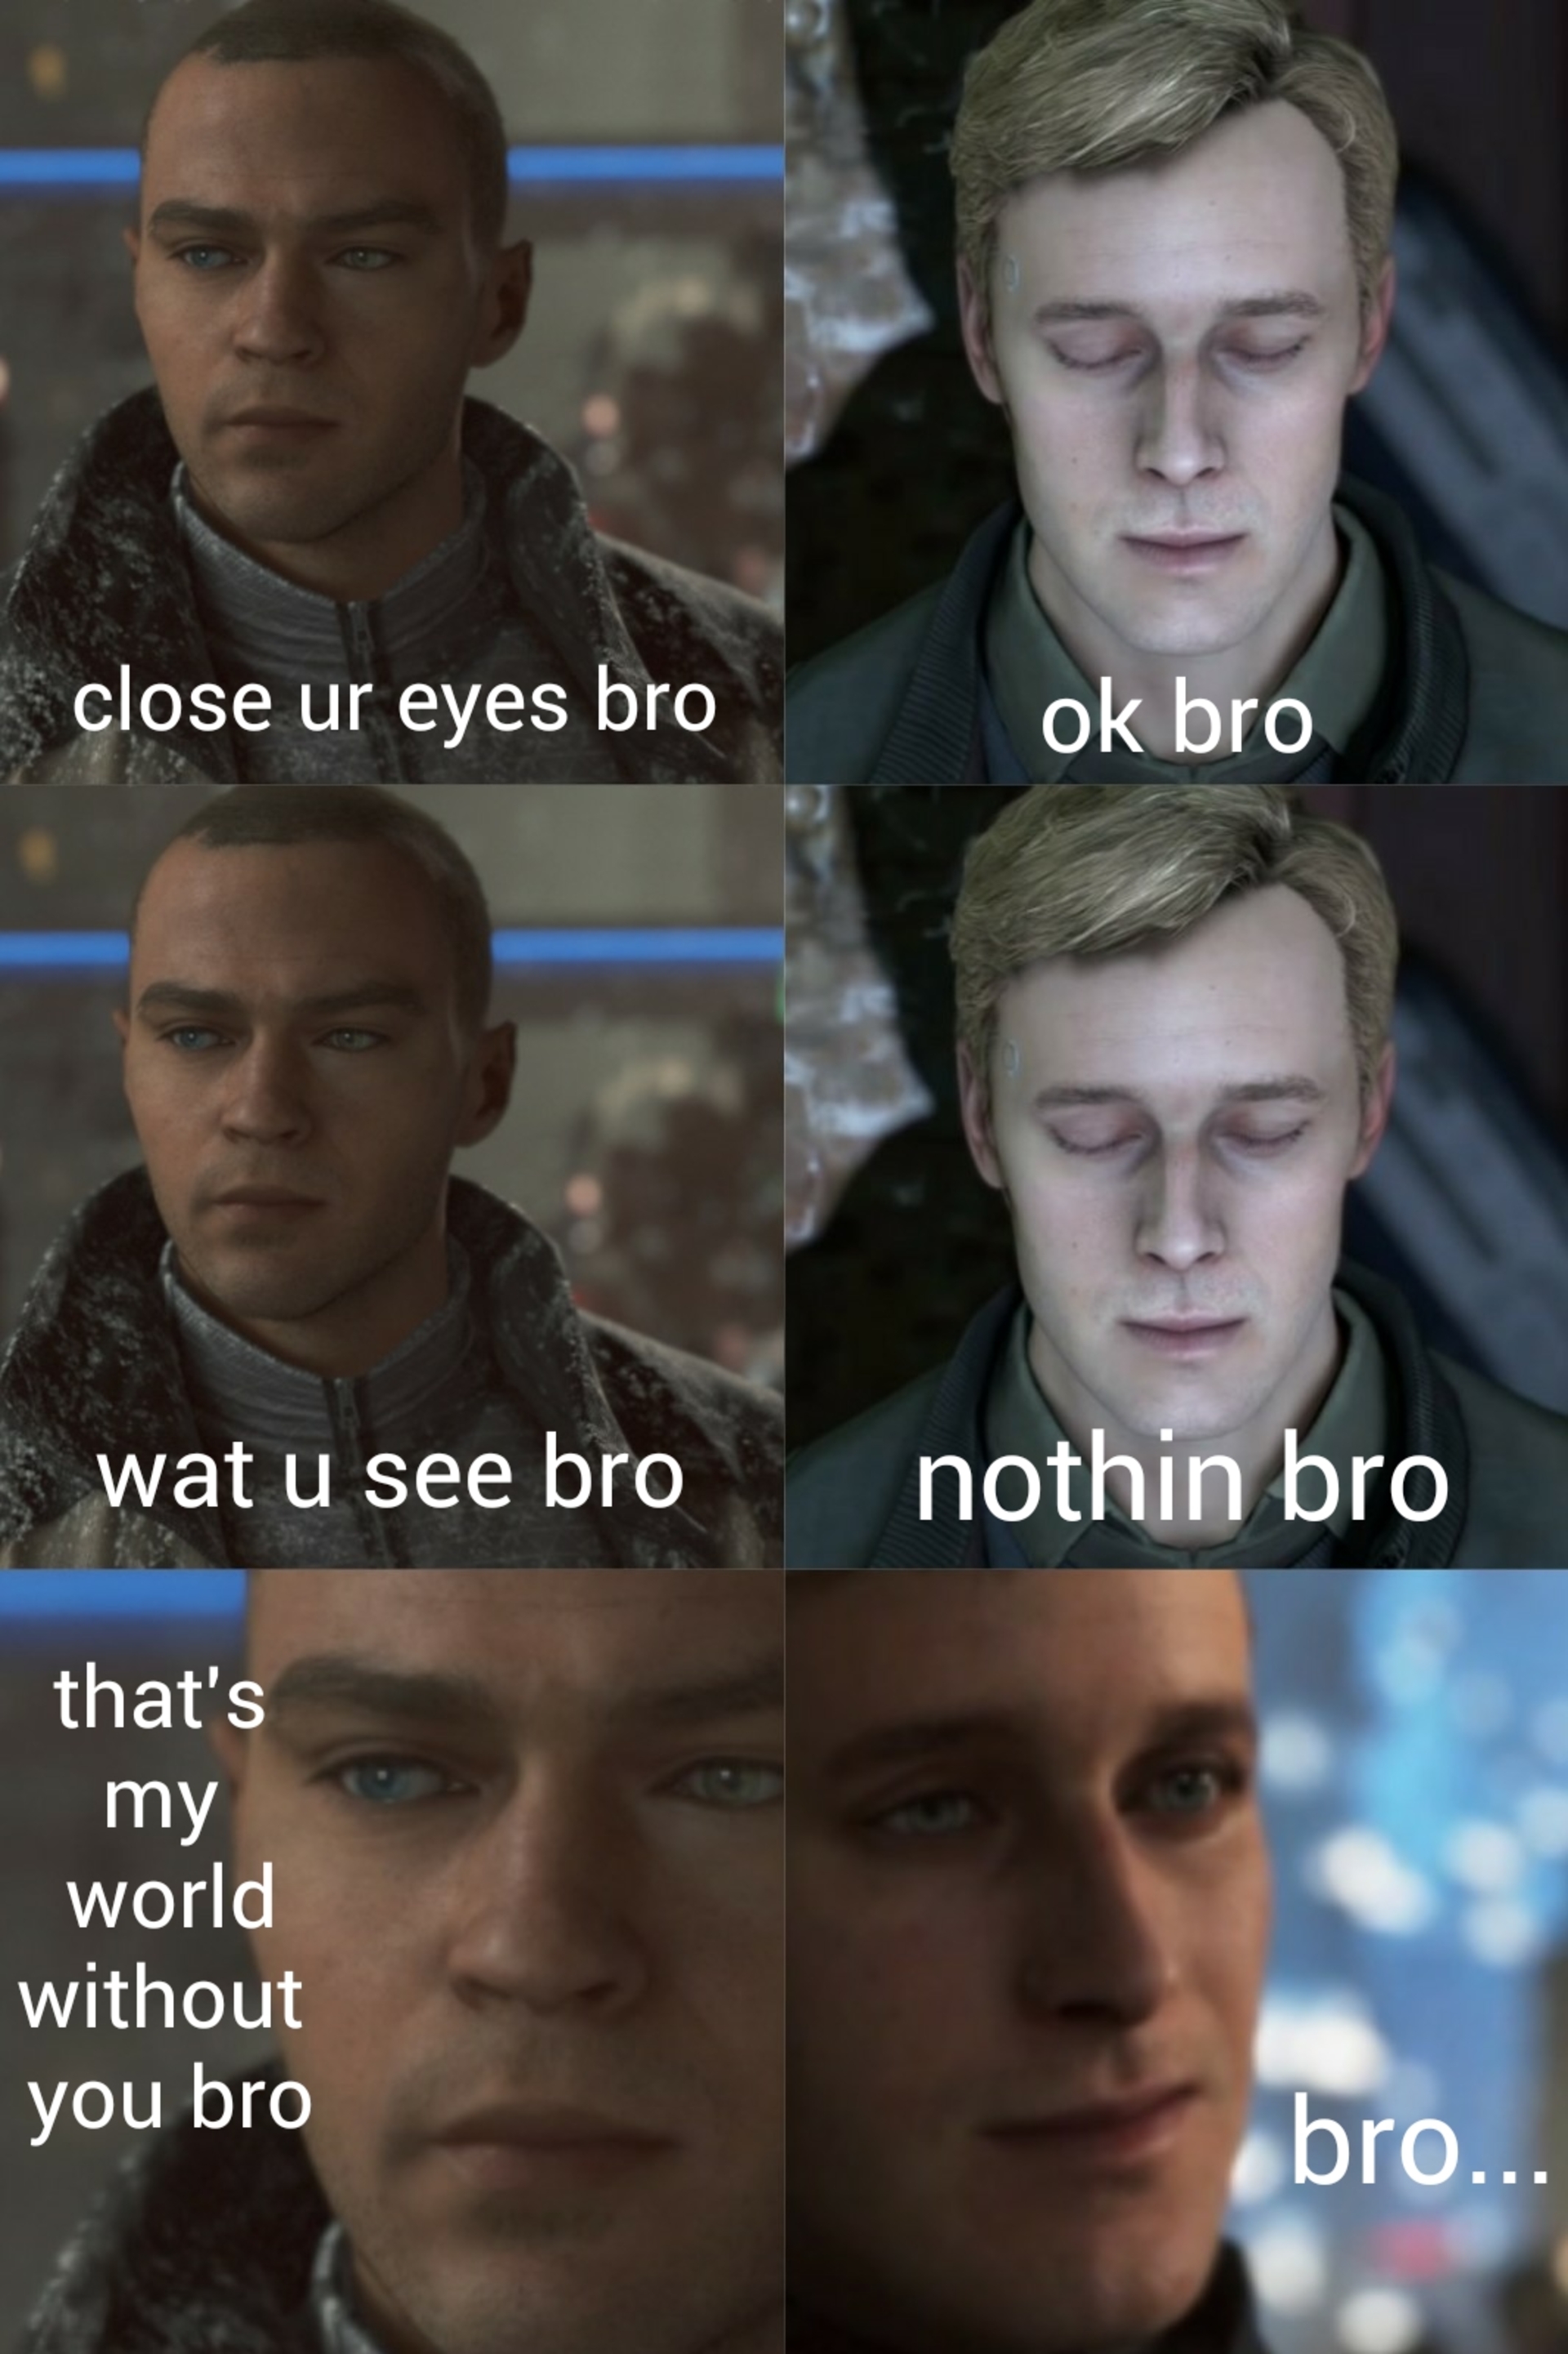 close ur eyes bro
ok bro
wat u see bro
nothin bro
that's
my
world
without
you bro
bro...